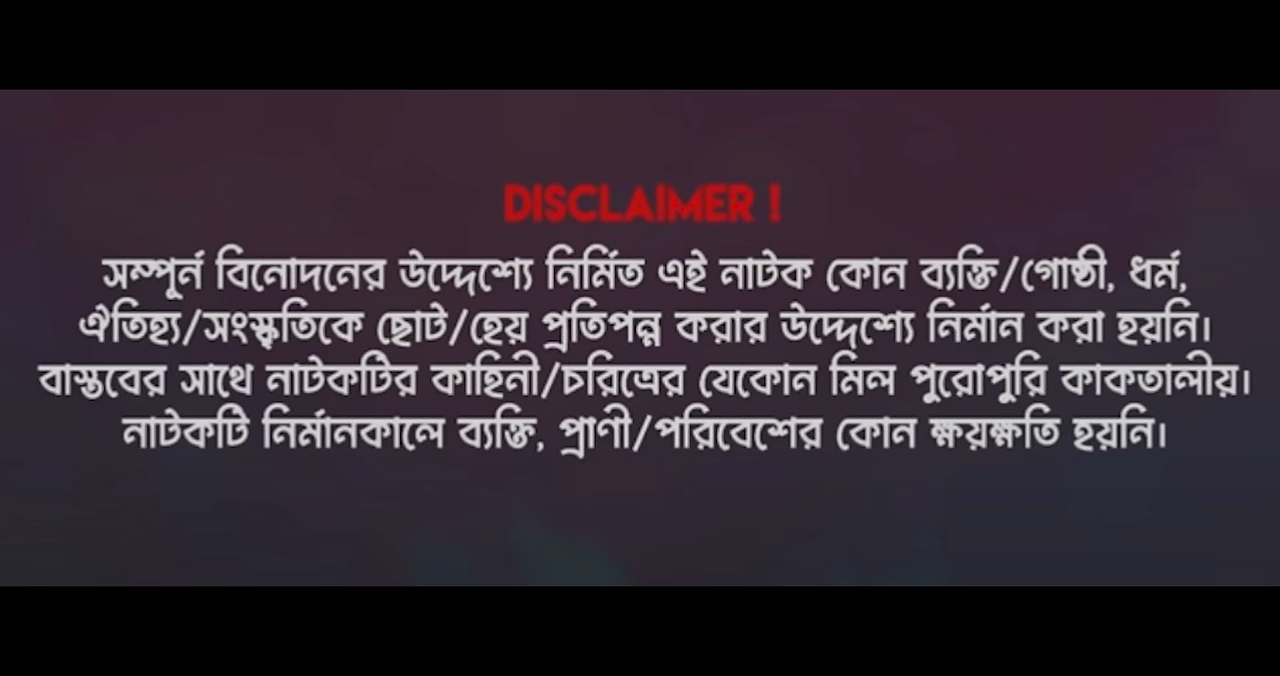 DISCLAIMER !
সম্পূর্ন বিনোদনের উদ্দেশ্যে নির্মিত এই নাটক কোন ব্যক্তি/গোষ্ঠী, ধর্ম,
ঐতিহ্য/সংস্কৃতিকে ছোট/হেয় প্রতিপন্ন করার উদ্দেশ্যে নির্মান করা হয়নি।
বাস্তবের সাথে নাটকটির কাহিনী/চরিত্রের যেকোন মিল পুরোপুরি কাকতালীয়।
নাটকটি নির্মানকালে ব্যক্তি, প্রাণী/পরিবেশের কোন ক্ষয়ক্ষতি হয়নি।